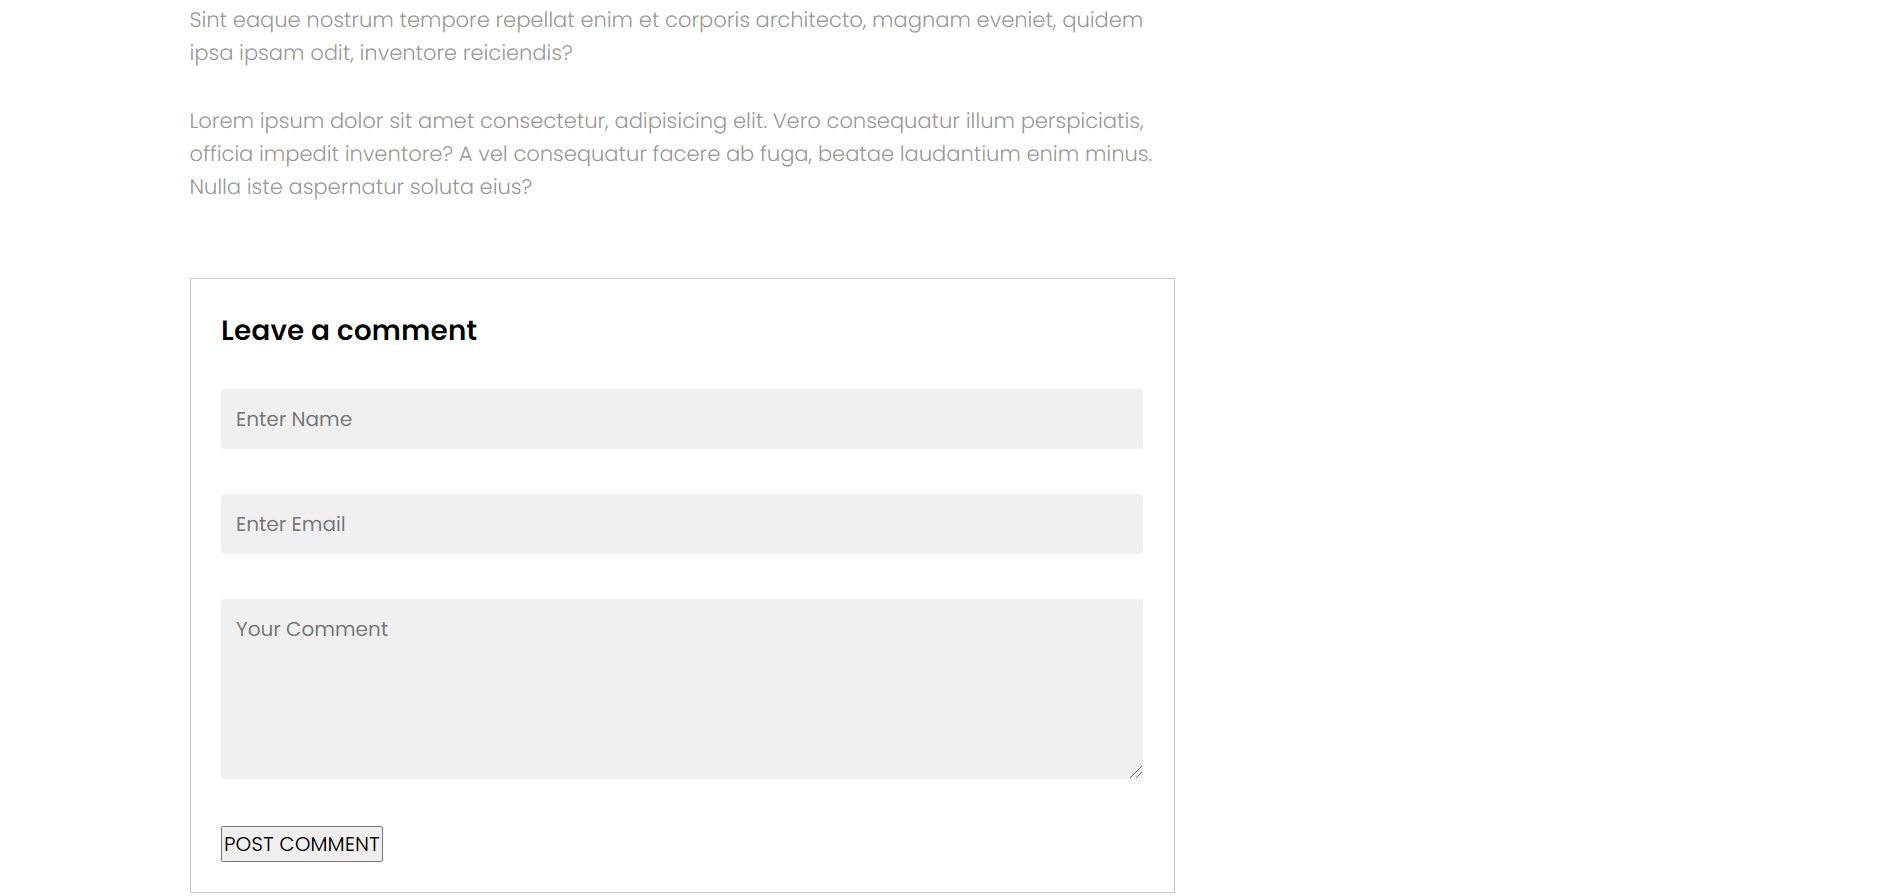 Sint eaque nostrum tempore repellat enim et corporis architecto, magnam eveniet, quidem
ipsa ipsam odit, inventore reiciendis?
Lorem ipsum dolor sit amet consectetur, adipisicing elit. Vero consequatur illum perspiciatis,
officia impedit inventore? A vel consequatur facere ab fuga, beatae laudantium enim minus.
Nulla iste aspernatur soluta eius?
Leave a comment
Enter Name
Enter Email
Your Comment
POST COMMENT